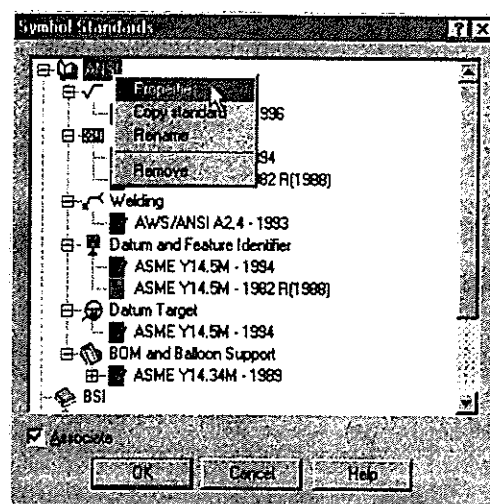 Symbol Standards
ANSI
Properties
Copy standard
996
Rename
94
Remove
982 R(1988)
Welding
AWS/ANSI A2.4 - 1993
Datum and Feature Identifier
ASME Y14.5M - 1994
ASME Y14.5M - 1982 R(1988)
Datum Target
ASME Y14.5M - 1994
BOM and Balloon Support
ASME Y14.34M - 1989
BSI
Associate
OK Cancel Help